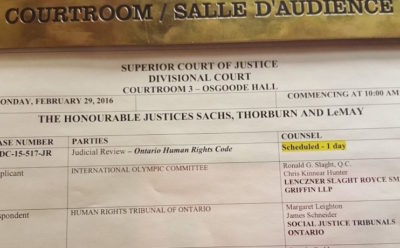 COURTROOM / SALLE D'AUDIENCE
SUPERIOR COURT OF JUSTICE
DIVISIONAL COURT
COURTROOM 3 – OSGOODE HALL
ONDAY, FEBRUARY 29, 2016 COMMENCING AT 10:00 AM
THE HONOURABLE JUSTICES SACHS, THORBURN AND LeMAY
ASE NUMBER PARTIES COUNSEL
DC-15-517-JR Judicial Review – Ontario Human Rights Code Scheduled - 1 day
plicant INTERNATIONAL OLYMPIC COMMITTEE Ronald G. Slaght, Q.C.
Chris Kinnear Hunter
LENCZNER SLAGHT ROYCE SM
GRIFFIN LLP
spondent HUMAN RIGHTS TRIBUNAL OF ONTARIO Margaret Leighton
James Schneider
SOCIAL JUSTICE TRIBUNALS
ONTARIO